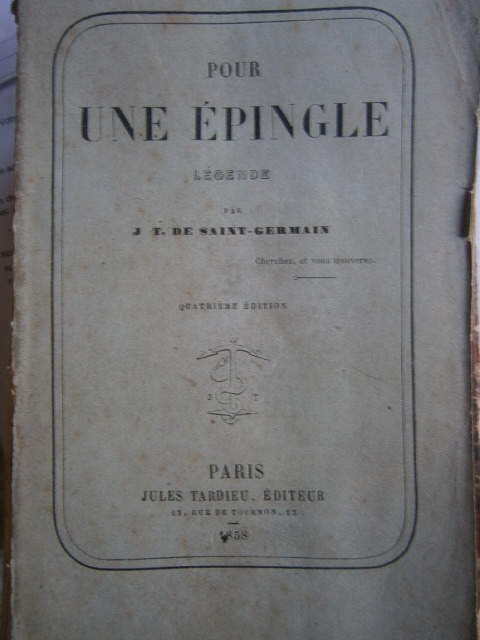 POUR
UNE ÉPINGLE
LÉGENDE
PAR
J T. DE SAINT-GERMAIN
Cherchez, et vous trouverez.
QUATRIÈME ÉDITION
J T
PARIS
JULES TARDIEU, ÉDITEUR
13, RUE DE TOURNON, 13
1858